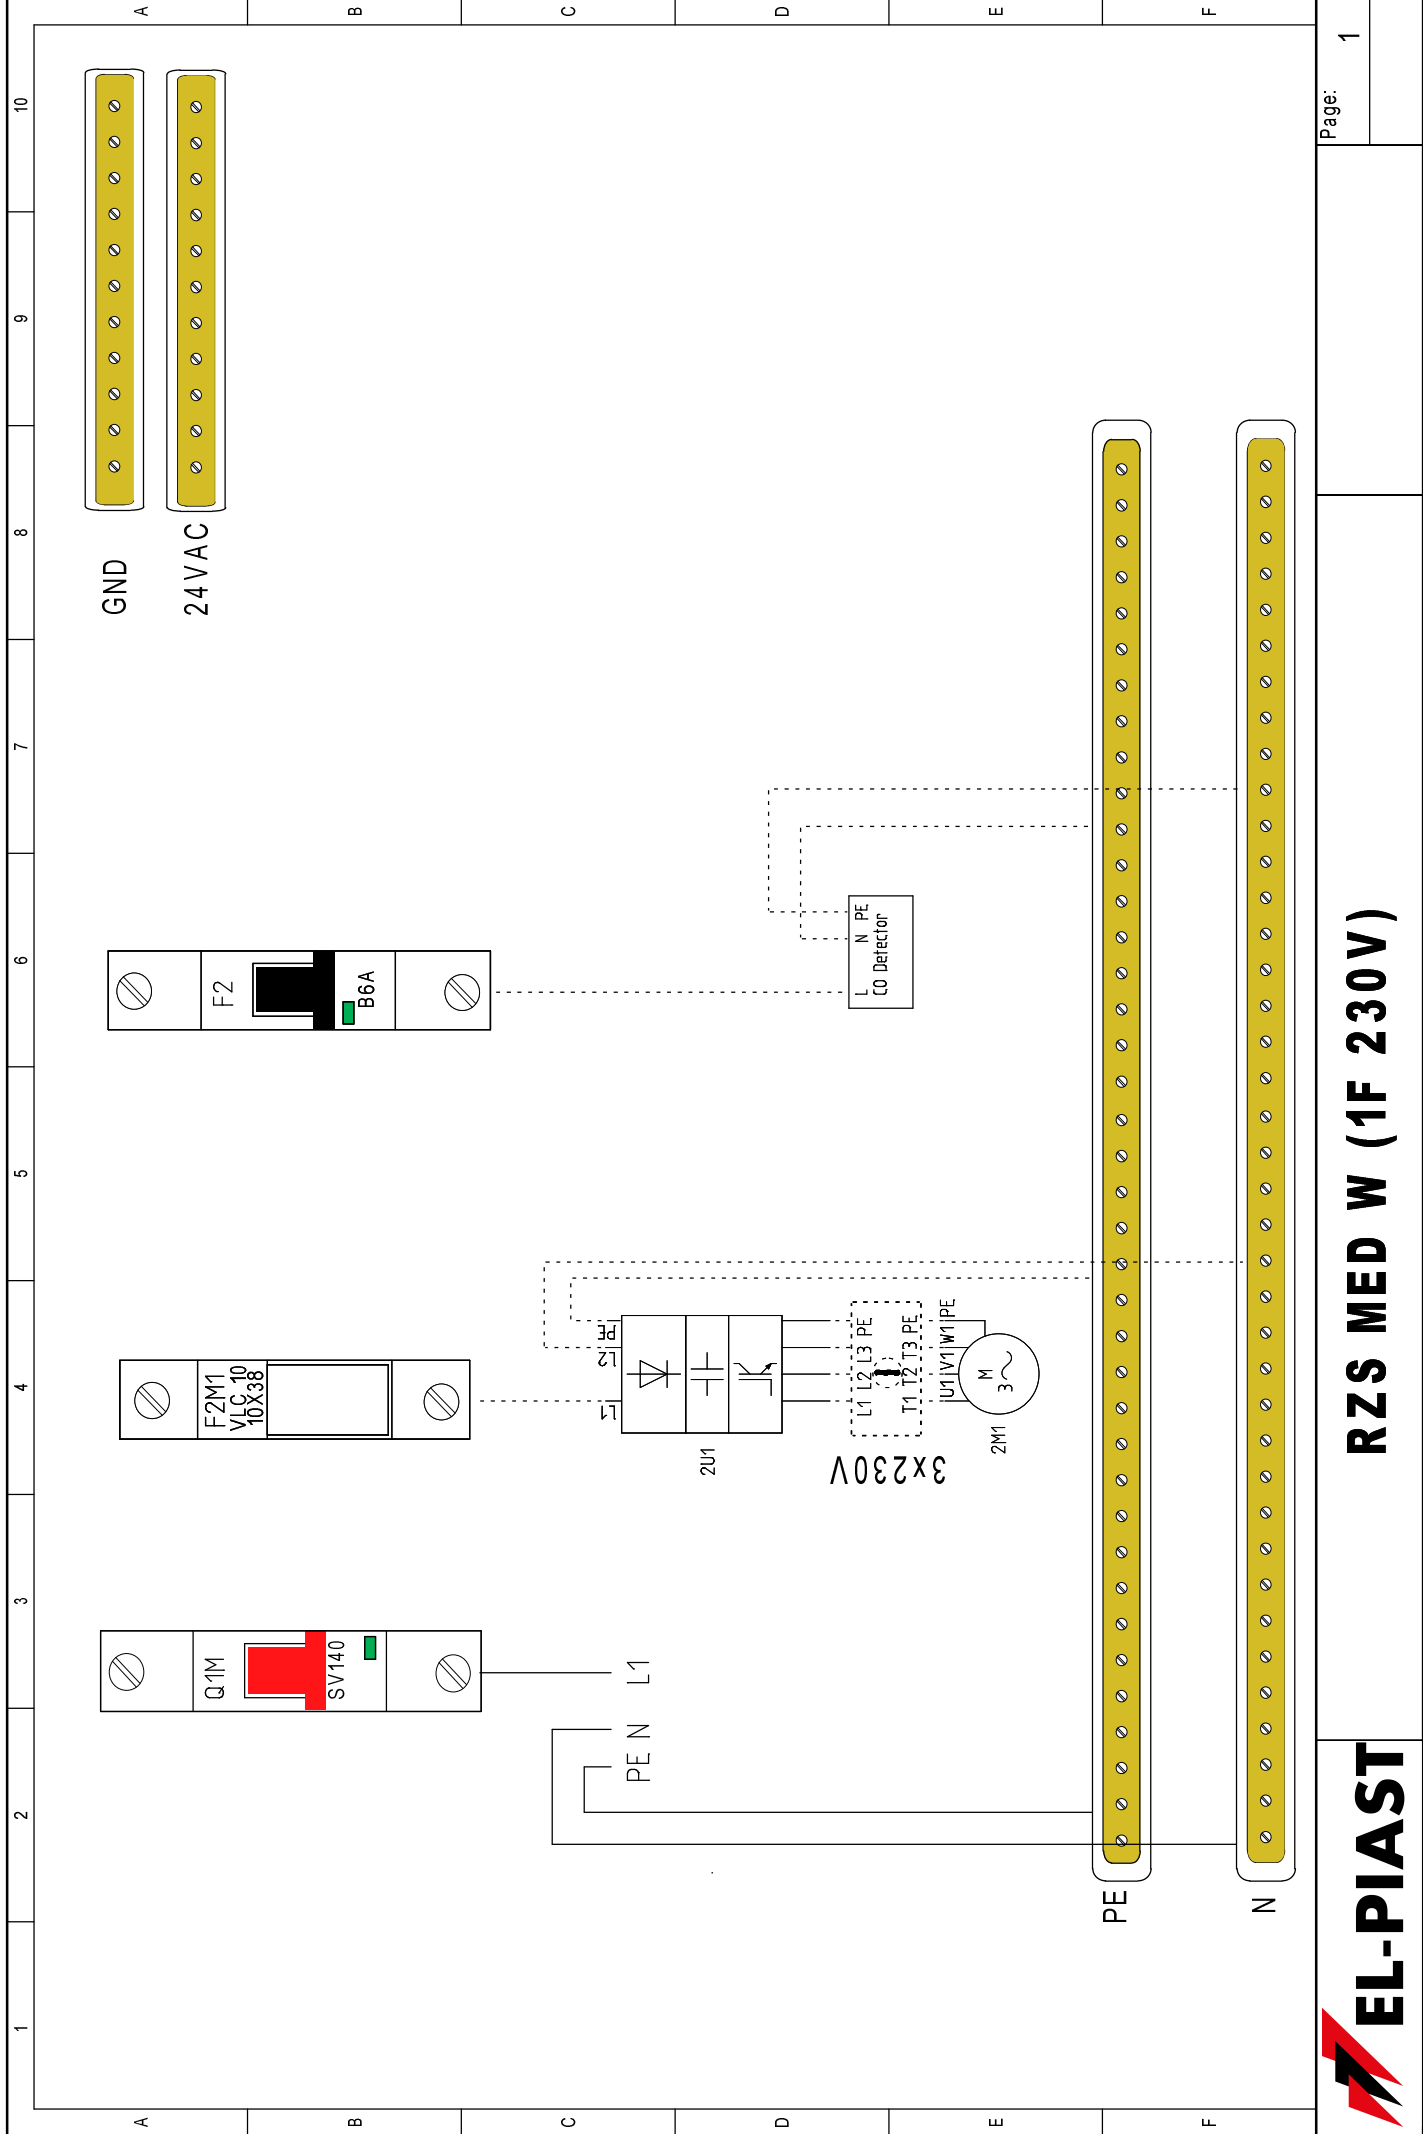 1 2 3 4 5 6 7 8 9 10
A
A
B
B
C
C
D
D
E
E
F
F
GND
24VAC
Q1M
SV140
F2M1
VLC 10
10X38
F2
B6A
PE N L1
L1 L2 PE
2U1
3x230V
L1 L2 L3 PE
T1 T2 T3 PE
U1 V1 W1 PE
M
3~
2M1
L N PE
CO Detector
PE
N
EL-PIAST
RZS MED W (1F 230V)
Page:
1